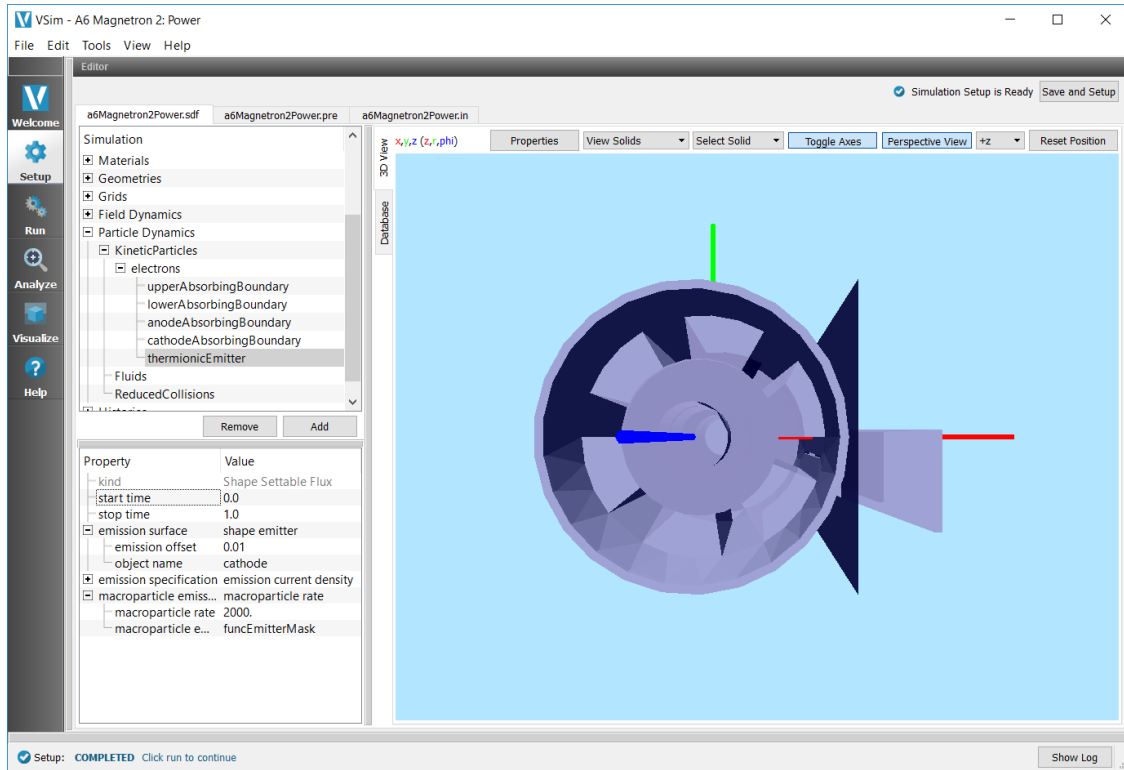 VSim - A6 Magnetron 2: Power
File Edit Tools View Help
Editor
Simulation Setup is Ready Save and Setup
Welcome
Setup
Run
Analyze
Visualize
Help
a6Magnetron2Power.sdf a6Magnetron2Power.pre a6Magnetron2Power.in
Simulation
Materials
Geometries
Grids
Field Dynamics
Particle Dynamics
KineticParticles
electrons
upperAbsorbingBoundary
lowerAbsorbingBoundary
anodeAbsorbingBoundary
cathodeAbsorbingBoundary
thermionicEmitter
Fluids
ReducedCollisions
Histories
Remove Add
Property Value
kind Shape Settable Flux
start time 0.0
stop time 1.0
emission surface shape emitter
emission offset 0.01
object name cathode
emission specification emission current density
macroparticle emiss... macroparticle rate
macroparticle rate 2000.
macroparticle e... funcEmitterMask
3D View
Database
x,y,z (z,r,phi) Properties View Solids Select Solid Toggle Axes Perspective View +z Reset Position
Setup: COMPLETED Click run to continue Show Log